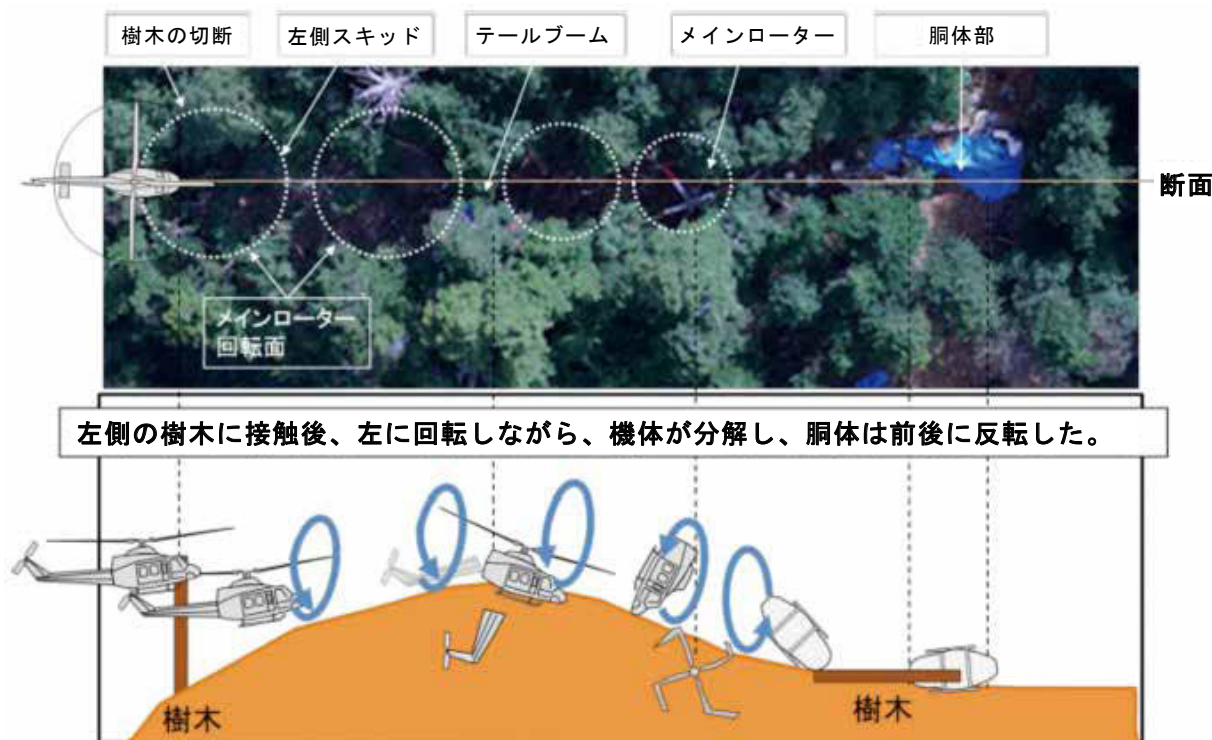 樹木の切断
左側スキッド
テールブーム
メインローター
胴体部
断面
メインローター
回転面
左側の樹木に接触後、左に回転しながら、機体が分解し、胴体は前後に反転した。
樹木
樹木